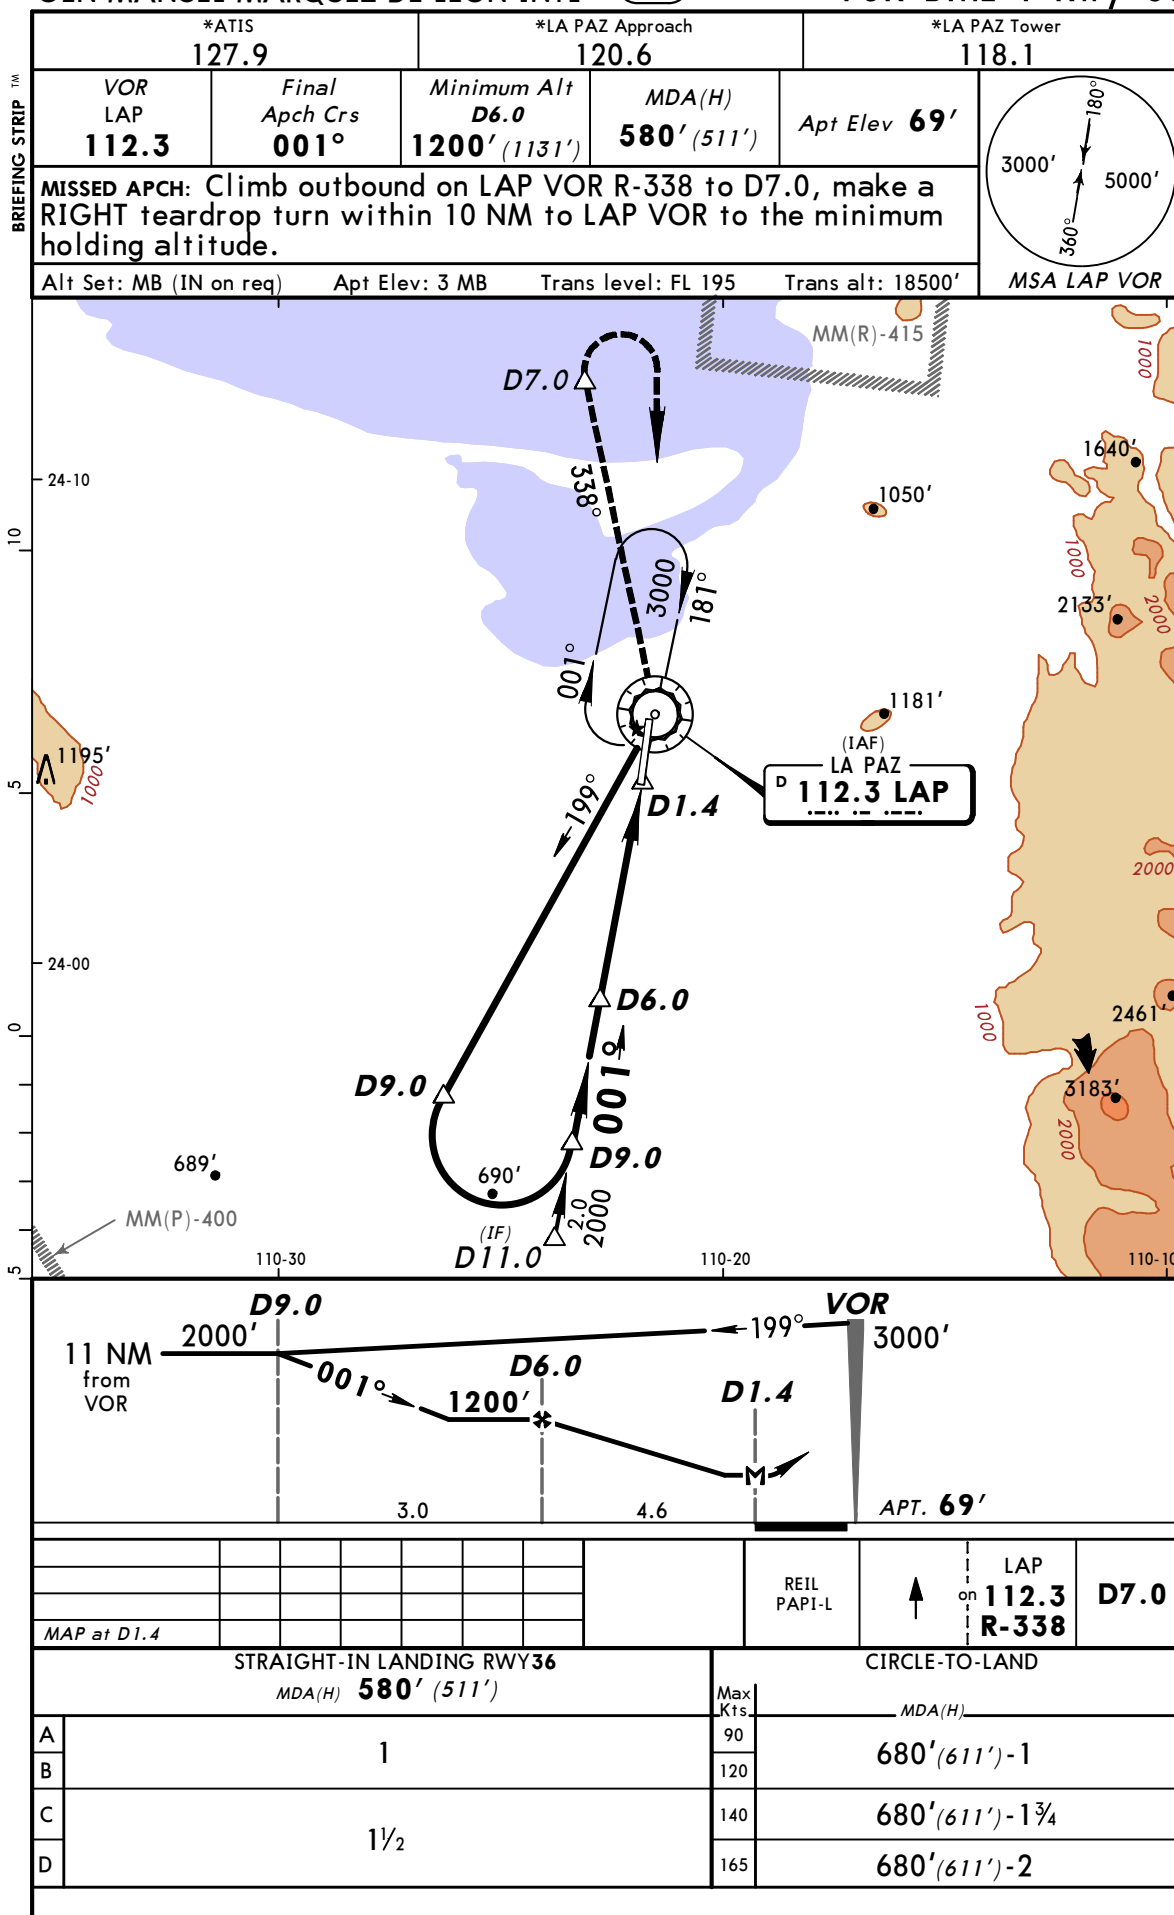 *ATIS
127.9
*LA PAZ Approach
120.6
*LA PAZ Tower
118.1
BRIEFING STRIP ™
VOR
LAP
112.3
Final
Apch Crs
001°
Minimum Alt
D6.0
1200' (1131')
MDA(H)
580' (511')
Apt Elev 69'
MISSED APCH: Climb outbound on LAP VOR R-338 to D7.0, make a
RIGHT teardrop turn within 10 NM to LAP VOR to the minimum
holding altitude.
Alt Set: MB (IN on req) Apt Elev: 3 MB Trans level: FL 195 Trans alt: 18500'
180°
3000'
5000'
360°
MSA LAP VOR
MM(R)-415
D7.0
1000
1640'
24-10
338°
1050'
10
1000
3000
181°
2133'
2000
001°
1181'
1195'
1000
(IAF)
LA PAZ
D 112.3 LAP
5
199°
D1.4
2000
24-00
D6.0
2461'
1000
0
001°
D9.0
3183'
2000
D9.0
689'
690'
2.0
2000
MM(P)-400
(IF)
D11.0
110-30
110-20
110-10
5
D9.0
VOR
2000'
199°
3000'
11 NM
from
VOR
001°
D6.0
1200'
D1.4
M
3.0
4.6
APT. 69'
MAP at D1.4
REIL
PAPI-L
on
LAP
112.3
R-338
D7.0
STRAIGHT-IN LANDING RWY36
MDA(H) 580' (511')
CIRCLE-TO-LAND
Max
Kts
MDA(H)
A
1
90
680'(611')-1
B
120
C
1½
140
680'(611')-1¾
D
165
680'(611')-2